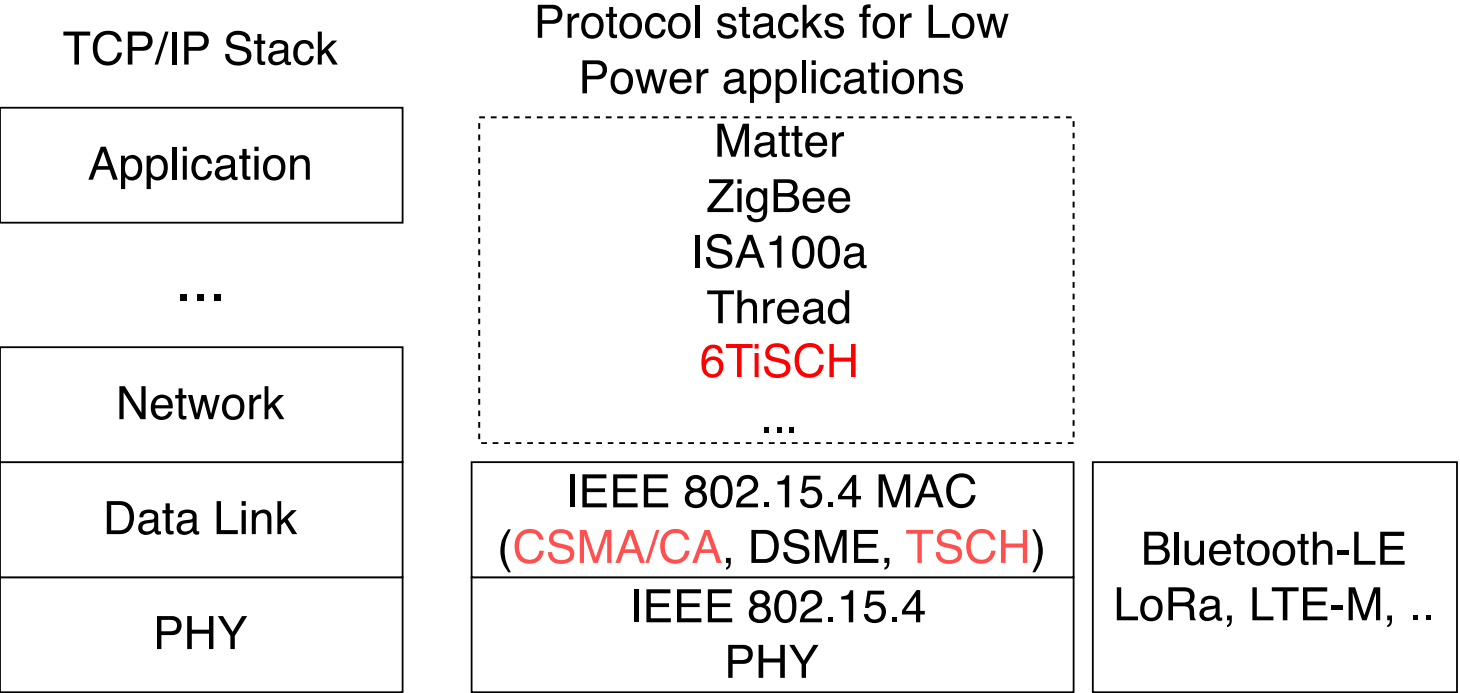 TCP/IP Stack
Application
...
Network
Data Link
PHY
Protocol stacks for Low
Power applications
Matter
ZigBee
ISA100a
Thread
6TiSCH
...
IEEE 802.15.4 MAC
(CSMA/CA, DSME, TSCH)
IEEE 802.15.4
PHY
Bluetooth-LE
LoRa, LTE-M, ..